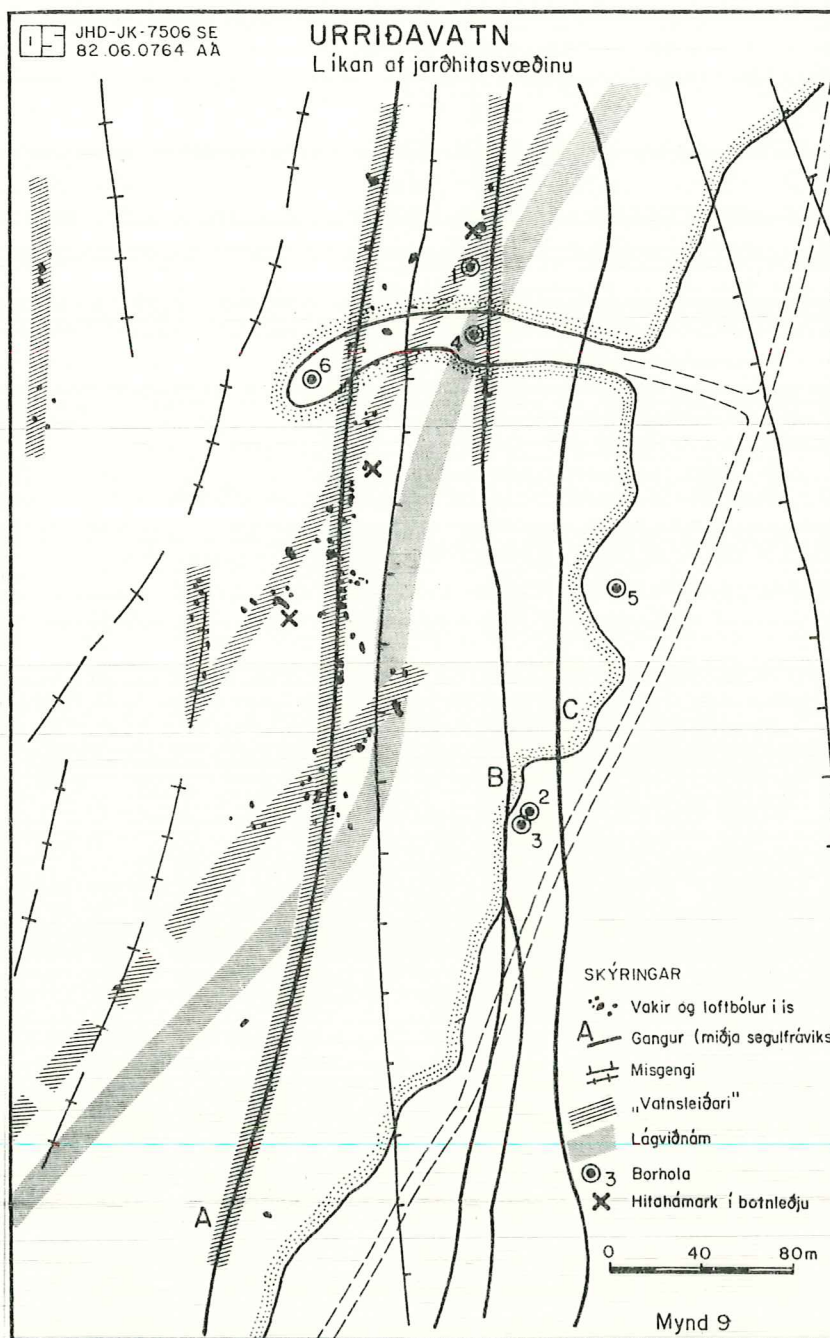 JHD-JK-7506 SE
82.06.0764 AÁ
URRIÐAVATN
Líkan af jarðhitasvæðinu
1
4
6
5
C
B
2
3
A
SKÝRINGAR
Vakir og loftbólur í ís
A Gangur (miðja segulfráviks
Misgengi
„Vatnsleiðari"
Lágviðnám
3 Borhola
Hitahámark í botnleðju
0 40 80m
Mynd 9